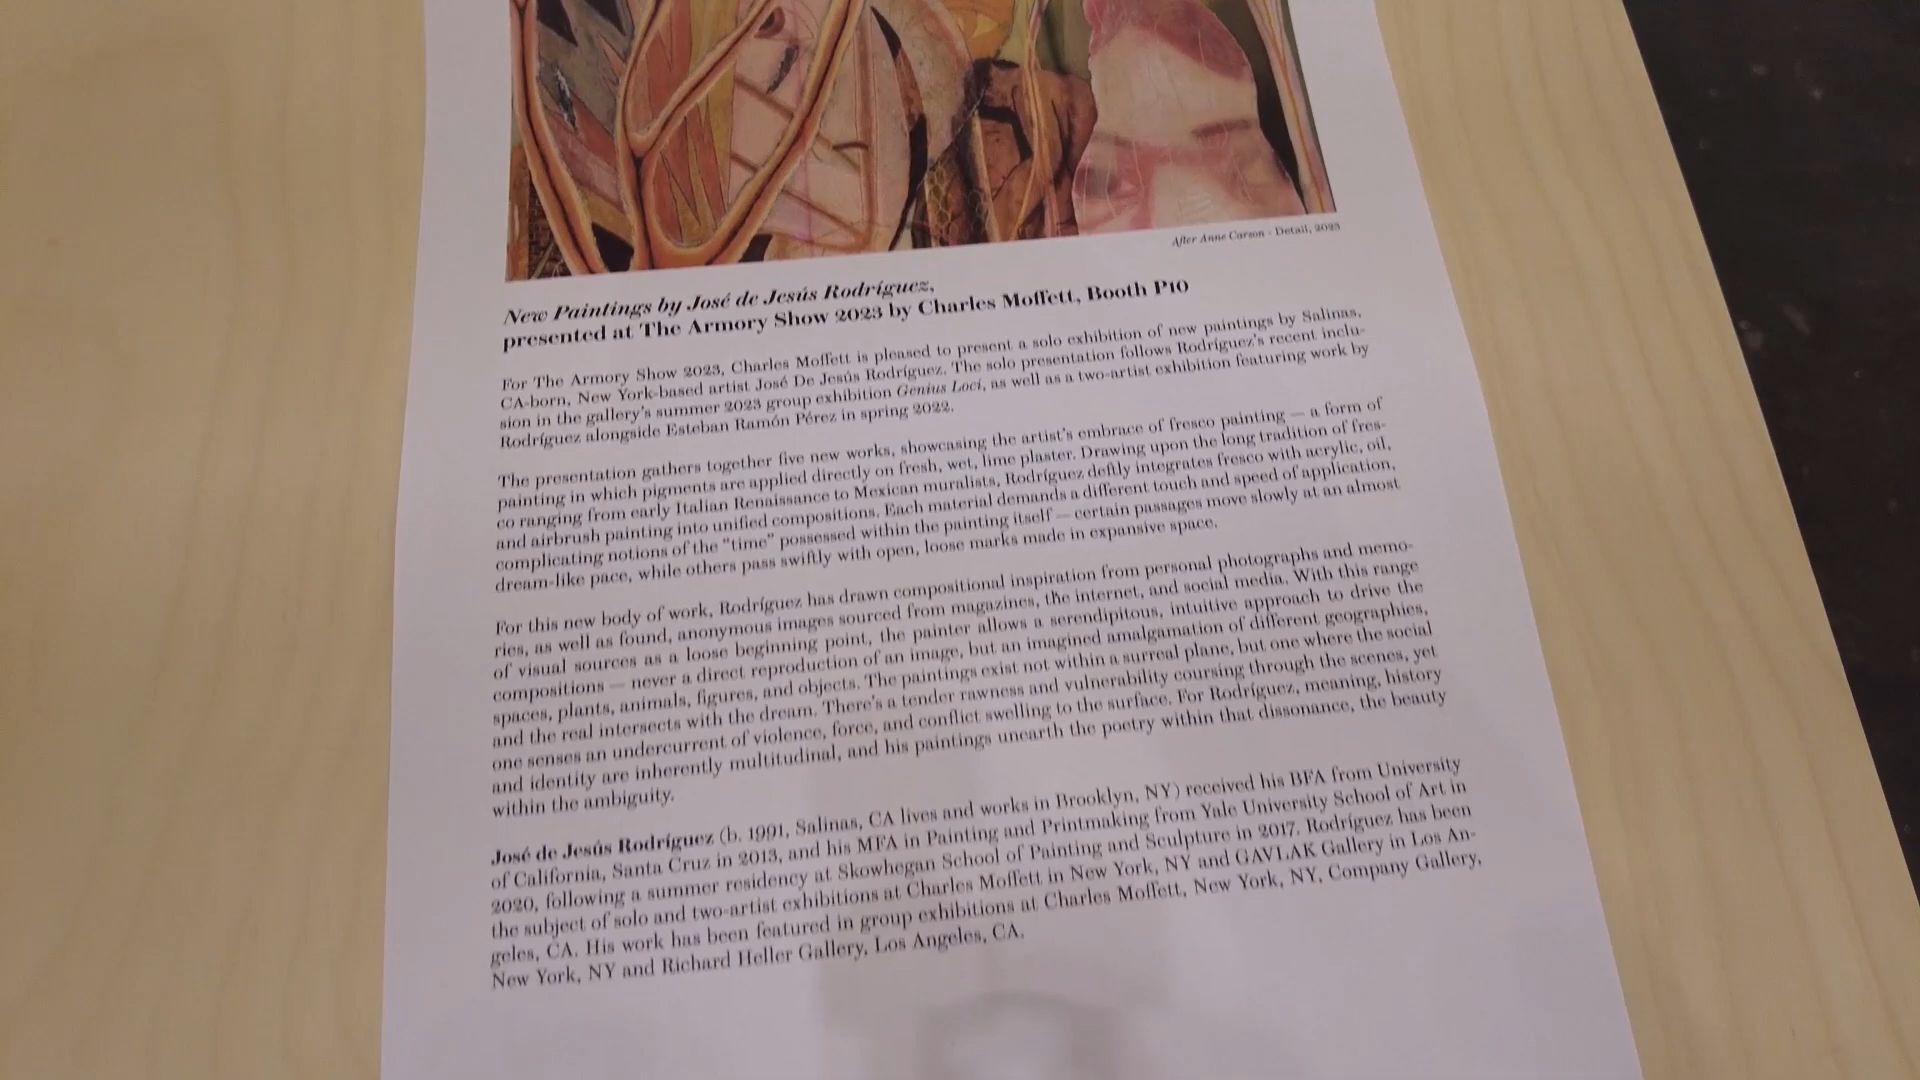 After Anne Carson - Detail, 2023
New Paintings by José de Jesús Rodríguez,
presented at The Armory Show 2023 by Charles Moffett, Booth P10
For The Armory Show 2023, Charles Moffett is pleased to present a solo exhibition of new paintings by Salinas,
CA-born, New York-based artist José De Jesús Rodríguez. The solo presentation follows Rodríguez's recent inclu-
sion in the gallery's summer 2023 group exhibition Genius Loci, as well as a two-artist exhibition featuring work by
Rodríguez alongside Esteban Ramón Pérez in spring 2022.
The presentation gathers together five new works, showcasing the artist's embrace of fresco painting — a form of
painting in which pigments are applied directly on fresh, wet, lime plaster. Drawing upon the long tradition of fres-
co ranging from early Italian Renaissance to Mexican muralists, Rodríguez deftly integrates fresco with acrylic, oil,
and airbrush painting into unified compositions. Each material demands a different touch and speed of application,
complicating notions of the "time" possessed within the painting itself — certain passages move slowly at an almost
dream-like pace, while others pass swiftly with open, loose marks made in expansive space.
For this new body of work, Rodríguez has drawn compositional inspiration from personal photographs and memo-
ries, as well as found, anonymous images sourced from magazines, the internet, and social media. With this range
of visual sources as a loose beginning point, the painter allows a serendipitous, intuitive approach to drive the
compositions — never a direct reproduction of an image, but an imagined amalgamation of different geographies,
spaces, plants, animals, figures, and objects. The paintings exist not within a surreal plane, but one where the social
and the real intersects with the dream. There's a tender rawness and vulnerability coursing through the scenes, yet
one senses an undercurrent of violence, force, and conflict swelling to the surface. For Rodríguez, meaning, history
and identity are inherently multitudinal, and his paintings unearth the poetry within that dissonance, the beauty
within the ambiguity.
José de Jesús Rodríguez (b. 1991, Salinas, CA lives and works in Brooklyn, NY) received his BFA from University
of California, Santa Cruz in 2013, and his MFA in Painting and Printmaking from Yale University School of Art in
2020, following a summer residency at Skowhegan School of Painting and Sculpture in 2017. Rodríguez has been
the subject of solo and two-artist exhibitions at Charles Moffett in New York, NY and GAVLAK Gallery in Los An-
geles, CA. His work has been featured in group exhibitions at Charles Moffett, New York, NY, Company Gallery,
New York, NY and Richard Heller Gallery, Los Angeles, CA.